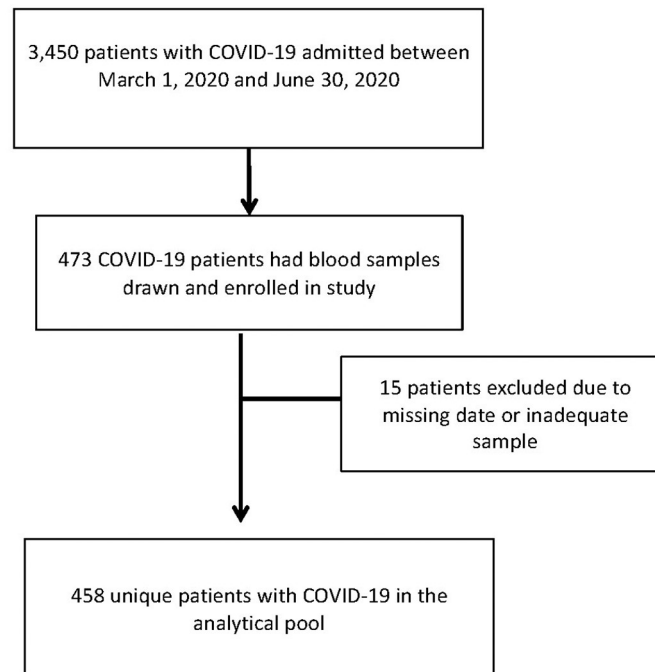 3,450 patients with COVID-19 admitted between
March 1, 2020 and June 30, 2020
473 COVID-19 patients had blood samples
drawn and enrolled in study
15 patients excluded due to
missing date or inadequate
sample
458 unique patients with COVID-19 in the
analytical pool